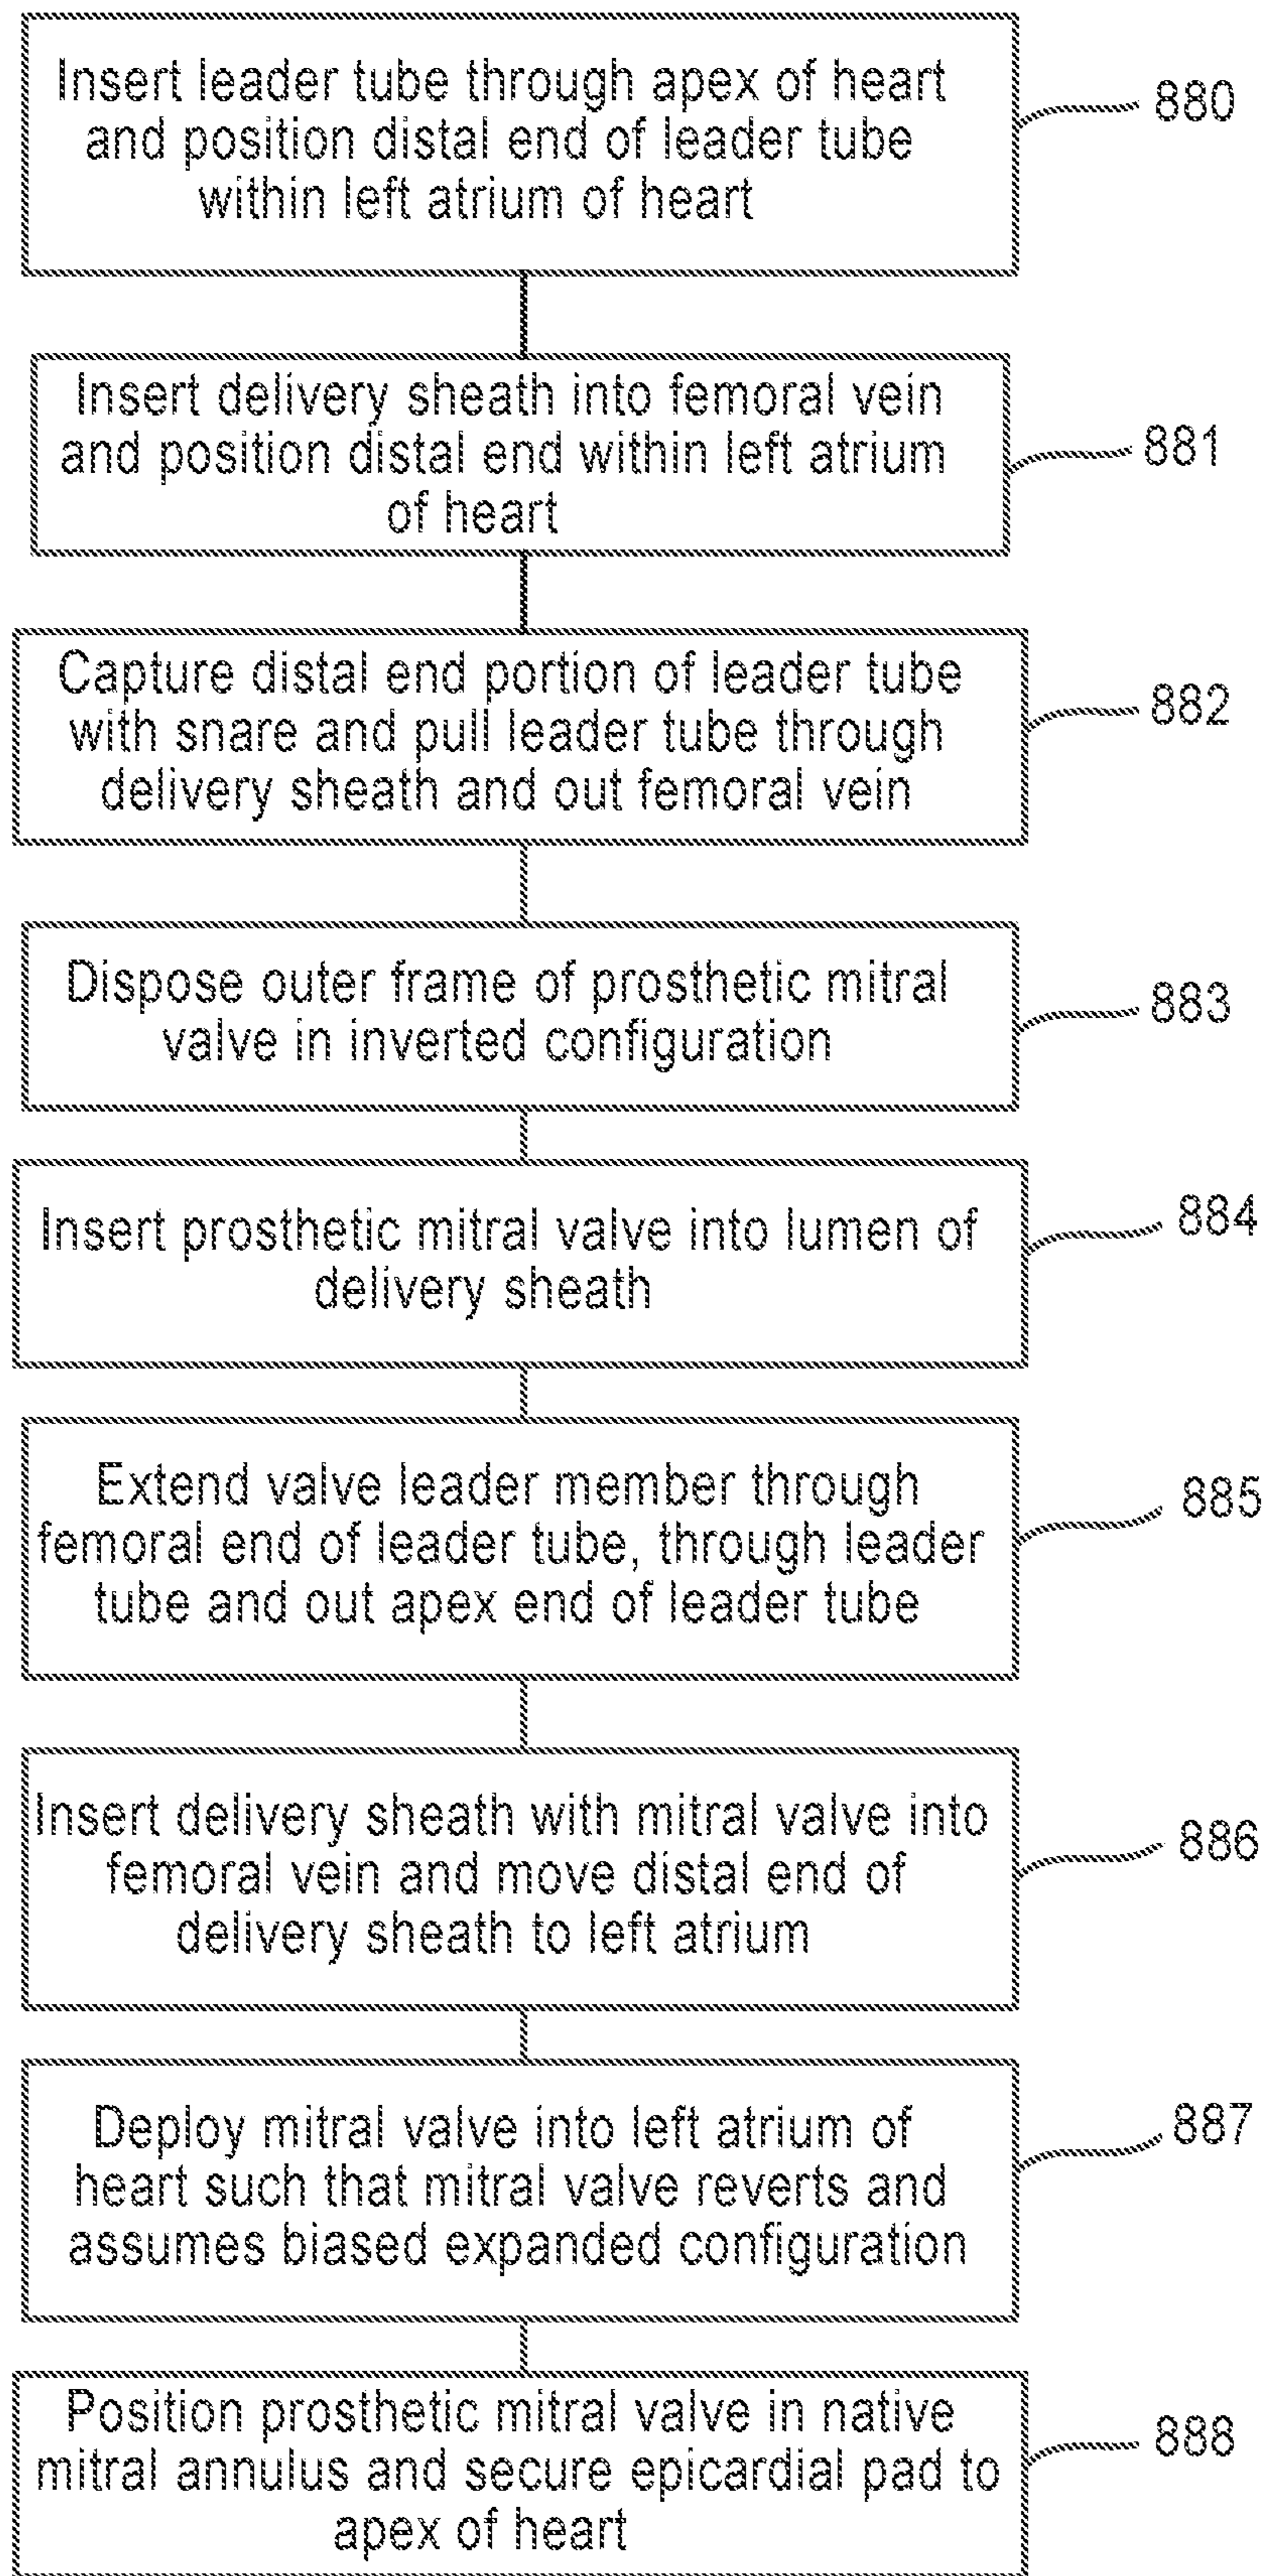 Insert leader tube through apex of heart
and position distal end of leader tube
within left atrium of heart
880
Insert delivery sheath into femoral vein
and position distal end within left atrium
of heart
881
Capture distal end portion of leader tube
with snare and pull leader tube through
delivery sheath and out femoral vein
882
Dispose outer frame of prosthetic mitral
valve in inverted configuration
883
Insert prosthetic mitral valve into lumen of
delivery sheath
884
Extend valve leader member through
femoral end of leader tube, through leader
tube and out apex end of leader tube
885
Insert delivery sheath with mitral valve into
femoral vein and move distal end of
delivery sheath to left atrium
886
Deploy mitral valve into left atrium of
heart such that mitral valve reverts and
assumes biased expanded configuration
887
Position prosthetic mitral valve in native
mitral annulus and secure epicardial pad to
apex of heart
888